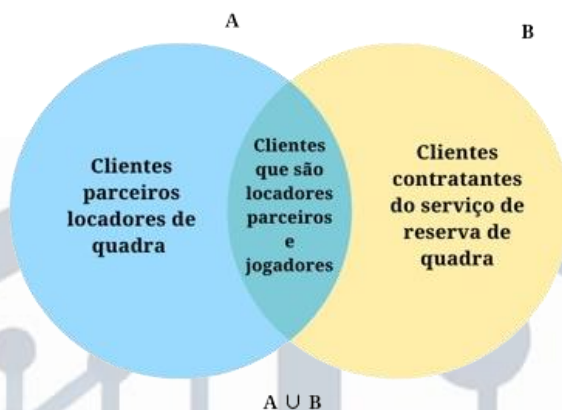 A
B
Clientes
parceiros
locadores de
quadra
Clientes
que são
locadores
parceiros
e
jogadores
Clientes
contratantes
do serviço de
reserva de
quadra
A ∪ B